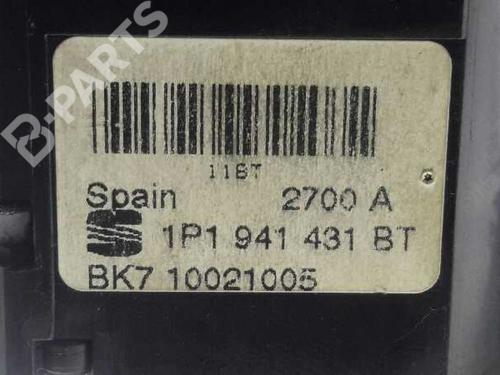 B-PARTS
11BT
Spain 2700 A
1P1 941 431 BT
BK7 10021005